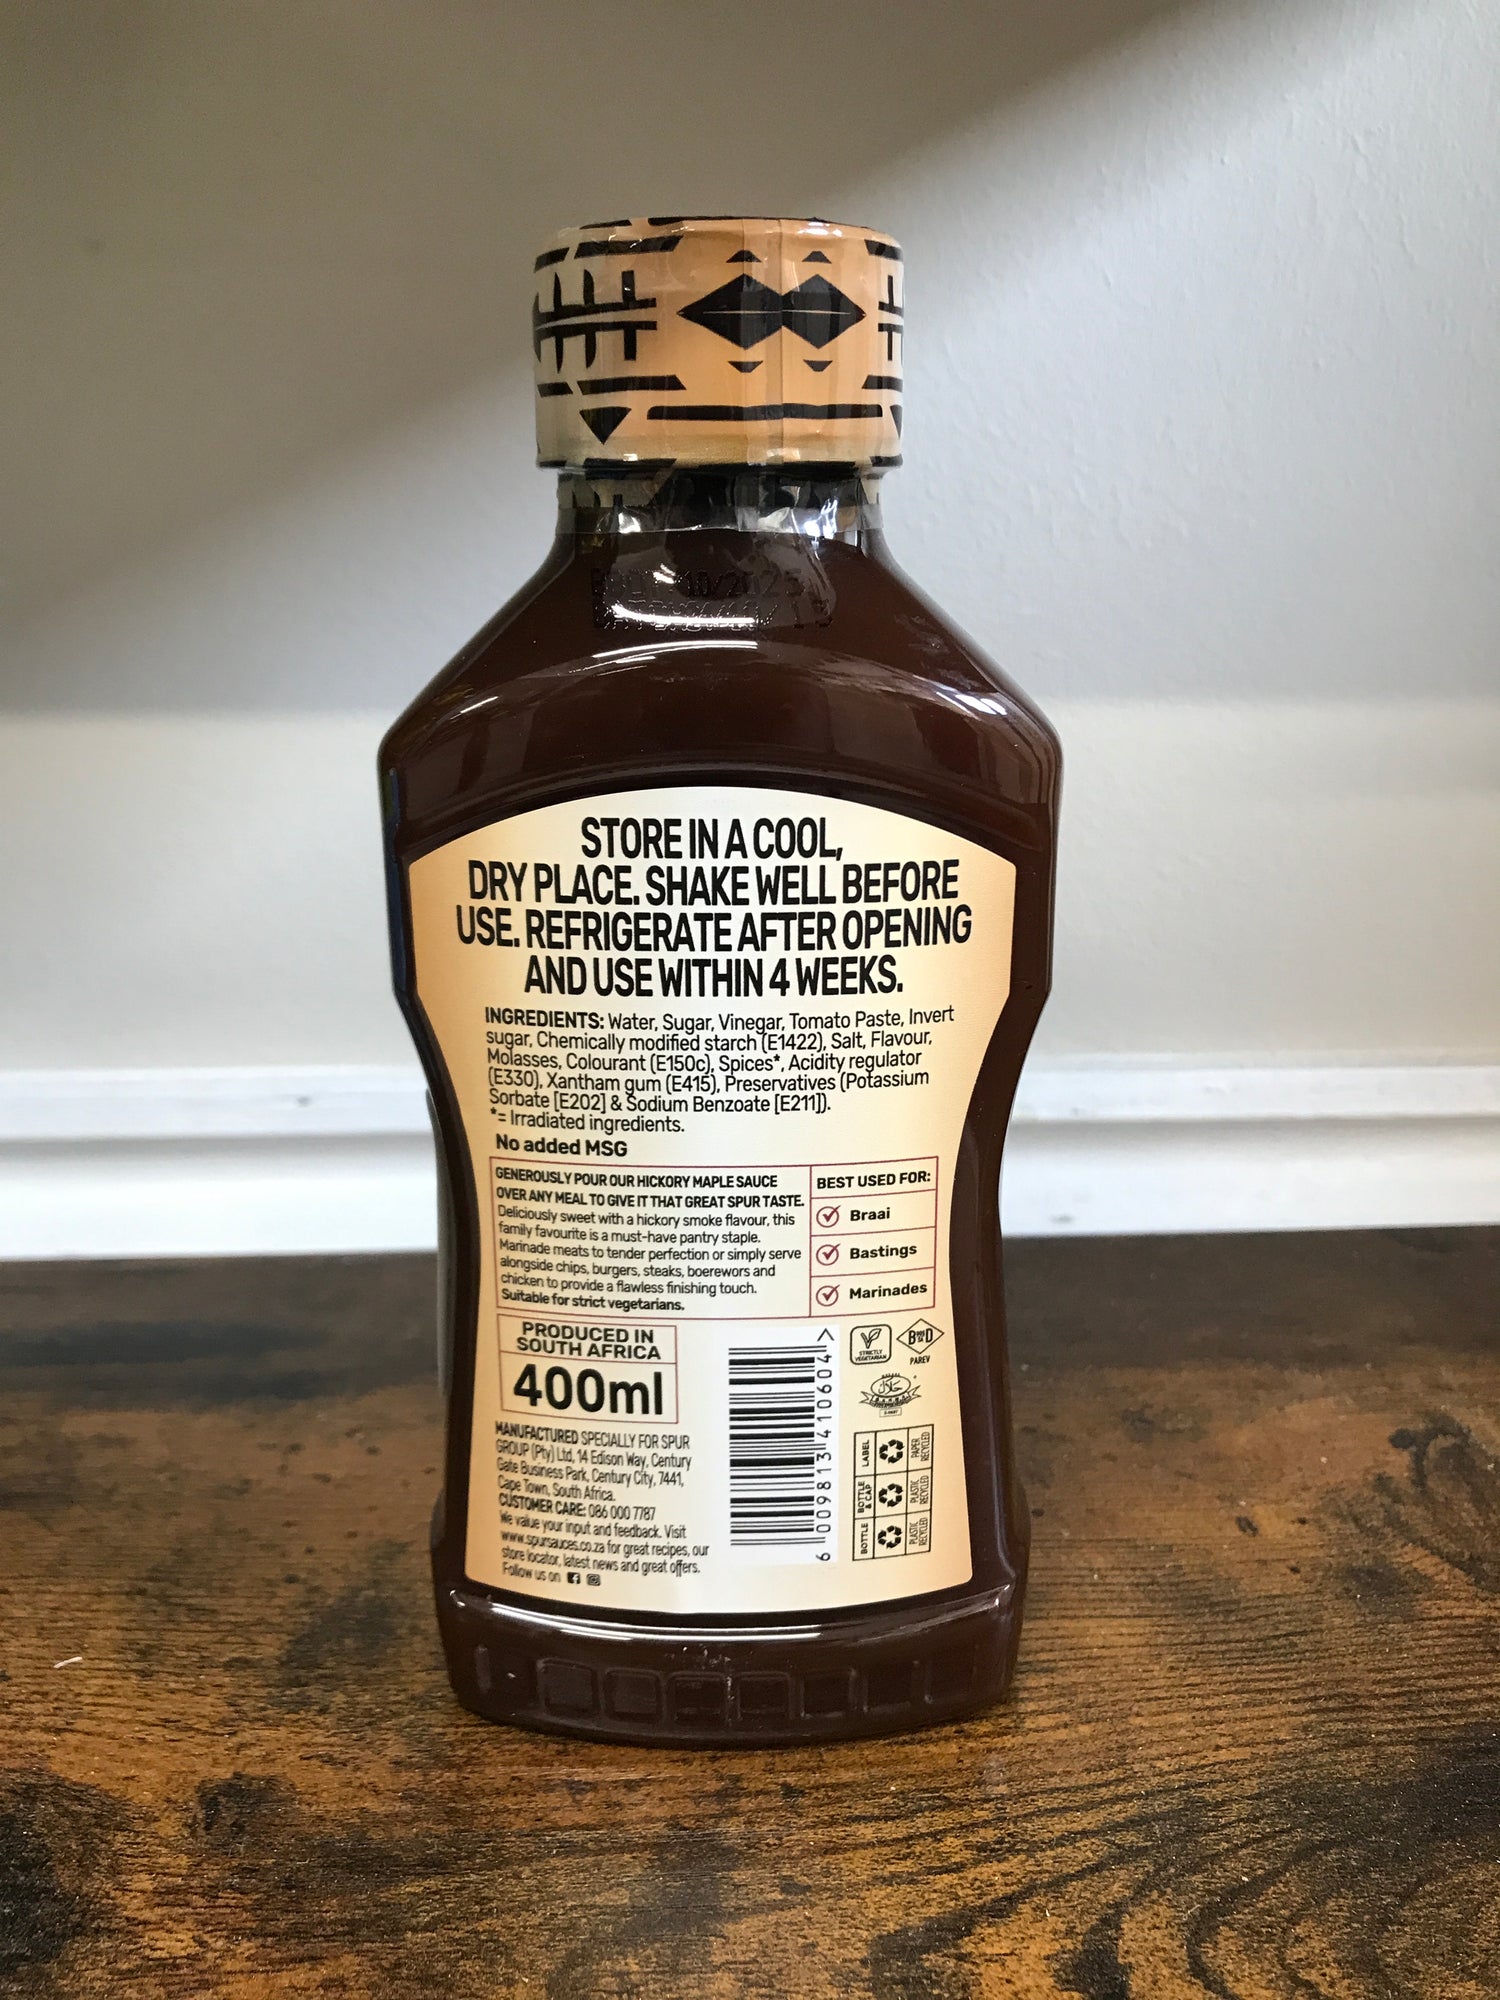 10/2025
STORE IN A COOL,
DRY PLACE. SHAKE WELL BEFORE
USE. REFRIGERATE AFTER OPENING
AND USE WITHIN 4 WEEKS.
INGREDIENTS: Water, Sugar, Vinegar, Tomato Paste, Invert
sugar, Chemically modified starch (E1422), Salt, Flavour,
Molasses, Colourant (E150c), Spices*, Acidity regulator
(E330), Xantham gum (E415), Preservatives (Potassium
Sorbate [E202] & Sodium Benzoate [E211]).
*= Irradiated ingredients.
No added MSG
GENEROUSLY POUR OUR HICKORY MAPLE SAUCE
OVER ANY MEAL TO GIVE IT THAT GREAT SPUR TASTE.
Deliciously sweet with a hickory smoke flavour, this
family favourite is a must-have pantry staple.
Marinade meats to tender perfection or simply serve
alongside chips, burgers, steaks, boerewors and
chicken to provide a flawless finishing touch.
Suitable for strict vegetarians.
BEST USED FOR:
Braai
Bastings
Marinades
PRODUCED IN
SOUTH AFRICA
400ml
MANUFACTURED SPECIALLY FOR SPUR
GROUP (Pty) Ltd, 14 Edison Way, Century
Gate Business Park, Century City, 7441,
Cape Town, South Africa.
CUSTOMER CARE: 086 000 7787
We value your input and feedback. Visit
www.spursauces.co.za for great recipes, our
store locator, latest news and great offers.
Follow us on
6 009813 410604 >
STRICTLY
VEGETARIAN
PAREV
LABEL
PAPER
RECYCLED
BOTTLE
& CAP
PLASTIC
RECYCLED
BOTTLE
PLASTIC
RECYCLED